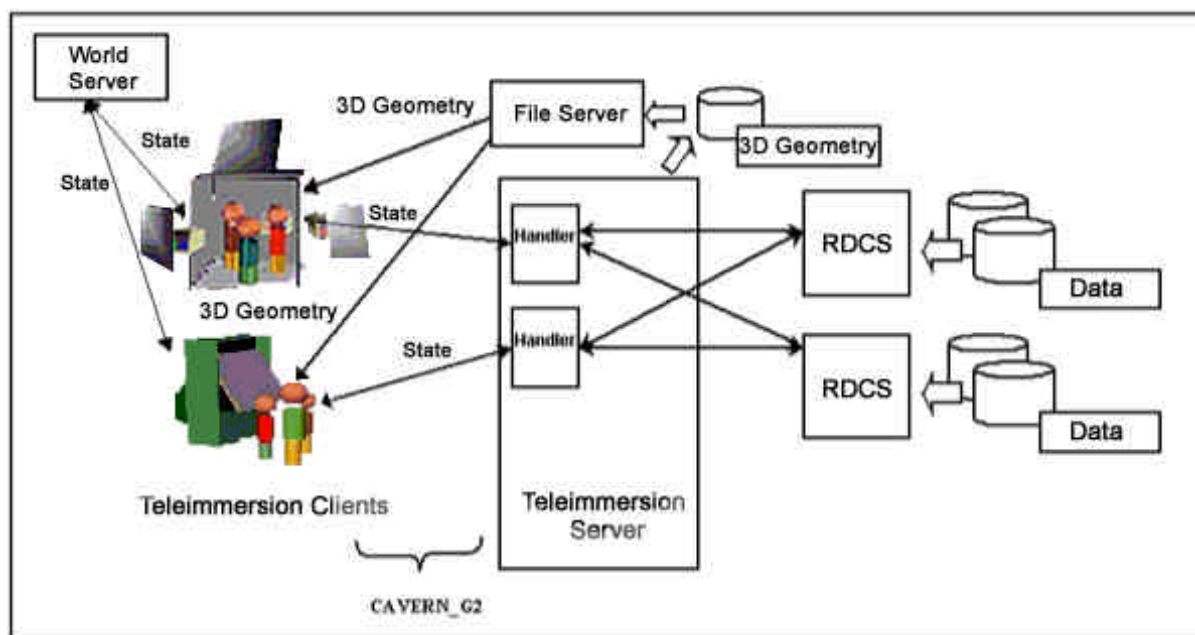 World
Server
State
State
3D Geometry
File Server
3D Geometry
State
Handler
RDCS
Data
3D Geometry
State
Handler
RDCS
Data
Teleimmersion Clients
Teleimmersion
Server
CAVERN_G2